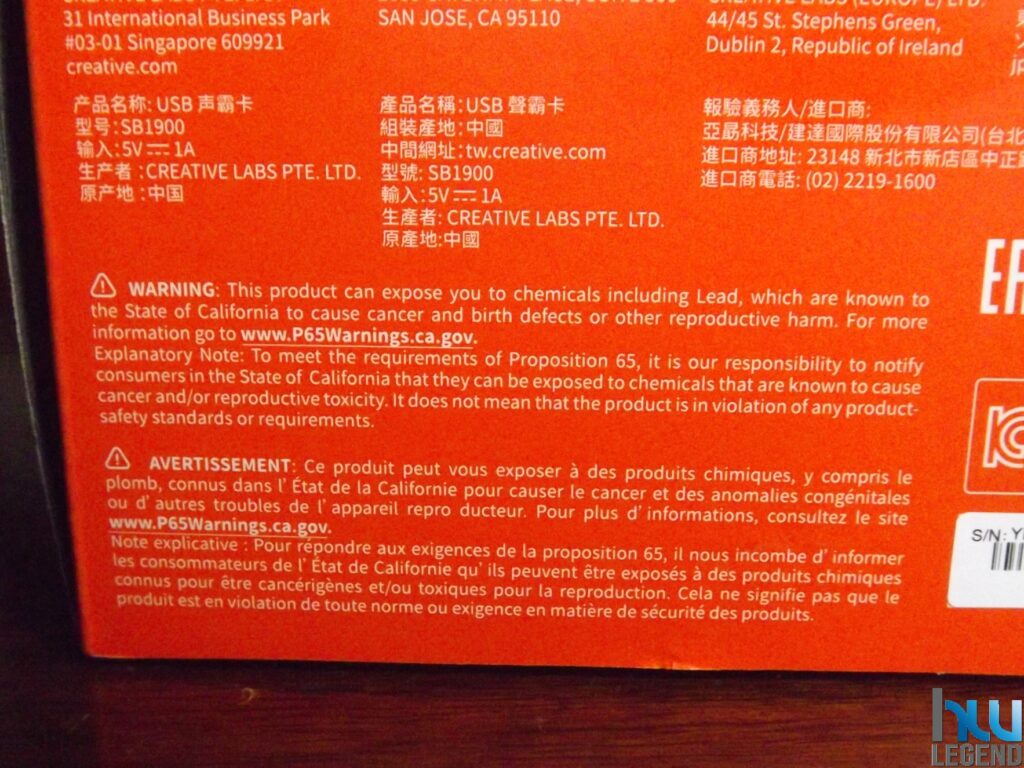 31 International Business Park
#03-01 Singapore 609921
creative.com
SAN JOSE, CA 95110
44/45 St. Stephens Green,
Dublin 2, Republic of Ireland
产品名称: USB 声霸卡
型号: SB1900
输入: 5V⎓1A
生产者 : CREATIVE LABS PTE. LTD.
原产地 : 中国
產品名稱: USB 聲霸卡
組裝產地: 中國
中間網址: tw.creative.com
型號: SB1900
輸入: 5V⎓1A
生產者: CREATIVE LABS PTE. LTD.
原產地: 中國
報驗義務人/進口商:
亞勗科技/建達國際股份有限公司(台北
進口商地址: 23148 新北市新店區中正
進口商電話: (02) 2219-1600
WARNING: This product can expose you to chemicals including Lead, which are known to
the State of California to cause cancer and birth defects or other reproductive harm. For more
information go to www.P65Warnings.ca.gov.
Explanatory Note: To meet the requirements of Proposition 65, it is our responsibility to notify
consumers in the State of California that they can be exposed to chemicals that are known to cause
cancer and/or reproductive toxicity. It does not mean that the product is in violation of any product-
safety standards or requirements.
AVERTISSEMENT: Ce produit peut vous exposer à des produits chimiques, y compris le
plomb, connus dans l’État de la Californie pour causer le cancer et des anomalies congénitales
ou d’autres troubles de l’appareil repro ducteur. Pour plus d’informations, consultez le site
www.P65Warnings.ca.gov.
Note explicative : Pour répondre aux exigences de la proposition 65, il nous incombe d’informer
les consommateurs de l’État de Californie qu’ils peuvent être exposés à des produits chimiques
connus pour être cancérigènes et/ou toxiques pour la reproduction. Cela ne signifie pas que le
produit est en violation de toute norme ou exigence en matière de sécurité des produits.
S/N:
LEGEND